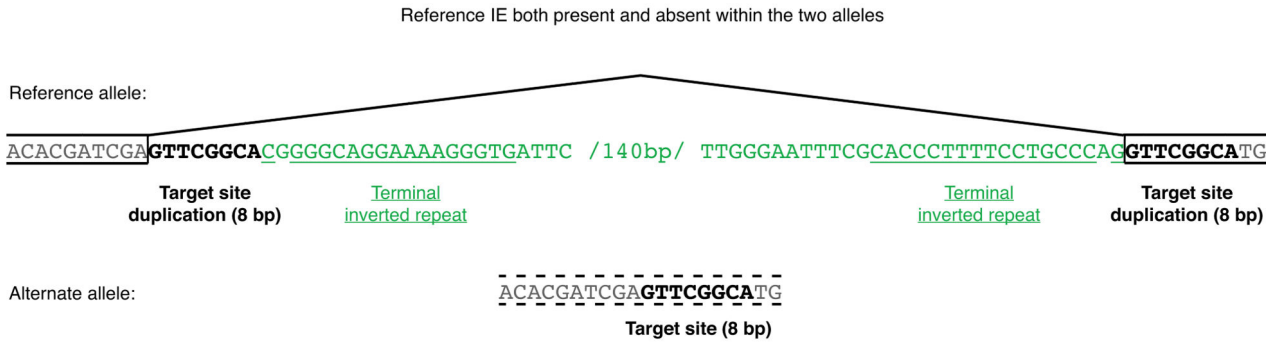 Reference IE both present and absent within the two alleles
Reference allele:
ACACGATCGAGTTCGGCACGGGGCAGGAAAAGGGTGATTC /140bp/ TTGGGAATTTCGCACCCTTTTCCTGCCCAGGTTCGGCATG
Target site duplication (8 bp)
Terminal inverted repeat
Terminal inverted repeat
Target site duplication (8 bp)
Alternate allele:
ACACGATCGAGTTCGGCATG
Target site (8 bp)